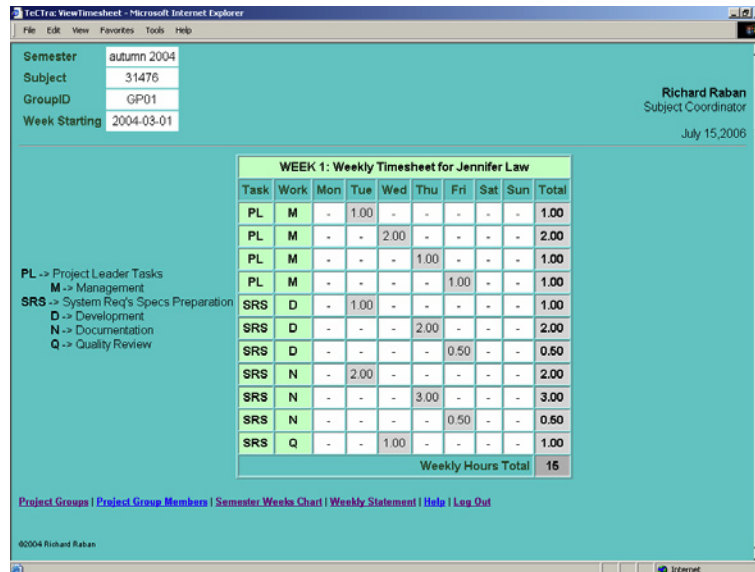 TeCTra: ViewTimesheet - Microsoft Internet Explorer
File Edit View Favorites Tools Help
Semester autumn 2004
Subject 31476
GroupID GP01
Week Starting 2004-03-01
Richard Raban
Subject Coordinator
July 15,2006
WEEK 1: Weekly Timesheet for Jennifer Law
Task Work Mon Tue Wed Thu Fri Sat Sun Total
PL M - 1.00 - - - - - 1.00
PL M - - 2.00 - - - - 2.00
PL M - - - 1.00 - - - 1.00
PL M - - - - 1.00 - - 1.00
SRS D - 1.00 - - - - - 1.00
SRS D - - - 2.00 - - - 2.00
SRS D - - - - 0.50 - - 0.50
SRS N - 2.00 - - - - - 2.00
SRS N - - - 3.00 - - - 3.00
SRS N - - - - 0.50 - - 0.50
SRS Q - - 1.00 - - - - 1.00
Weekly Hours Total 15
PL -> Project Leader Tasks
M -> Management
SRS -> System Req's Specs Preparation
D -> Development
N -> Documentation
Q -> Quality Review
Project Groups | Project Group Members | Semester Weeks Chart | Weekly Statement | Help | Log Out
©2004 Richard Raban
Internet